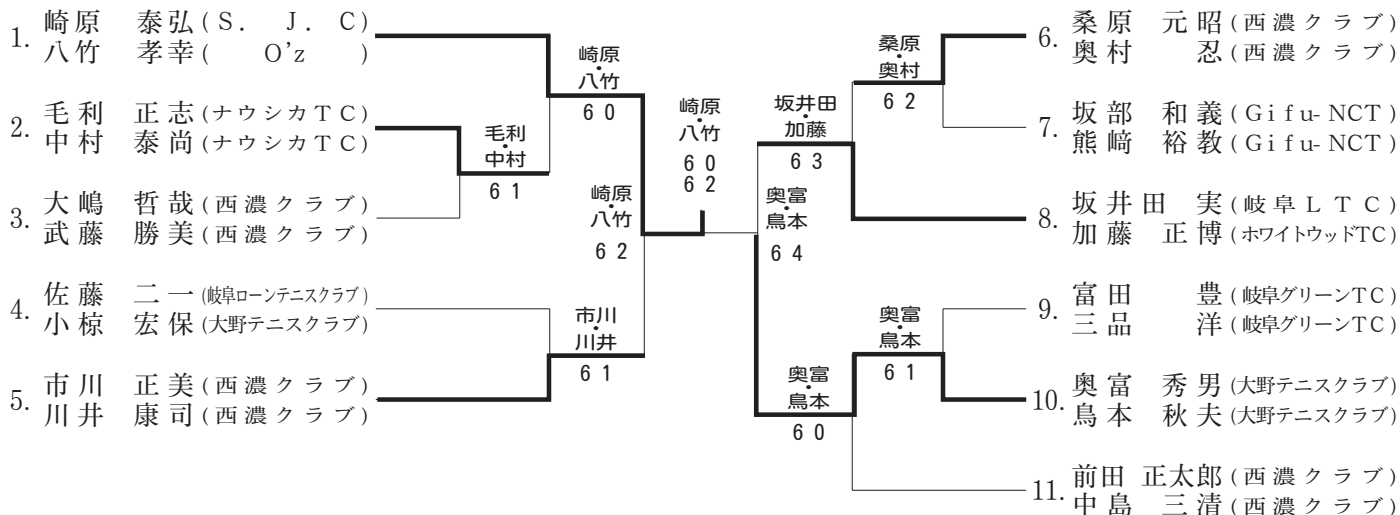 1. 崎原 泰弘(S. J. C)
八竹 孝幸( O'z )
2. 毛利 正志(ナウシカTC)
中村 泰尚(ナウシカTC)
3. 大嶋 哲哉(西濃クラブ)
武藤 勝美(西濃クラブ)
4. 佐藤 二一(岐阜ローンテニスクラブ)
小椋 宏保(大野テニスクラブ)
5. 市川 正美(西濃クラブ)
川井 康司(西濃クラブ)
毛利・中村
6 1
崎原・八竹
6 0
市川・川井
6 1
崎原・八竹
6 2
崎原・八竹
6 0
6 2
坂井田・加藤
6 3
奥富・鳥本
6 4
奥富・鳥本
6 0
桑原・奥村
6 2
奥富・鳥本
6 1
6. 桑原 元昭(西濃クラブ)
奥村 忍(西濃クラブ)
7. 坂部 和義(Gifu-NCT)
熊﨑 裕教(Gifu-NCT)
8. 坂井田 実(岐阜LTC)
加藤 正博(ホワイトウッドTC)
9. 富田 豊(岐阜グリーンTC)
三品 洋(岐阜グリーンTC)
10. 奥富 秀男(大野テニスクラブ)
鳥本 秋夫(大野テニスクラブ)
11. 前田 正太郎(西濃クラブ)
中島 三清(西濃クラブ)